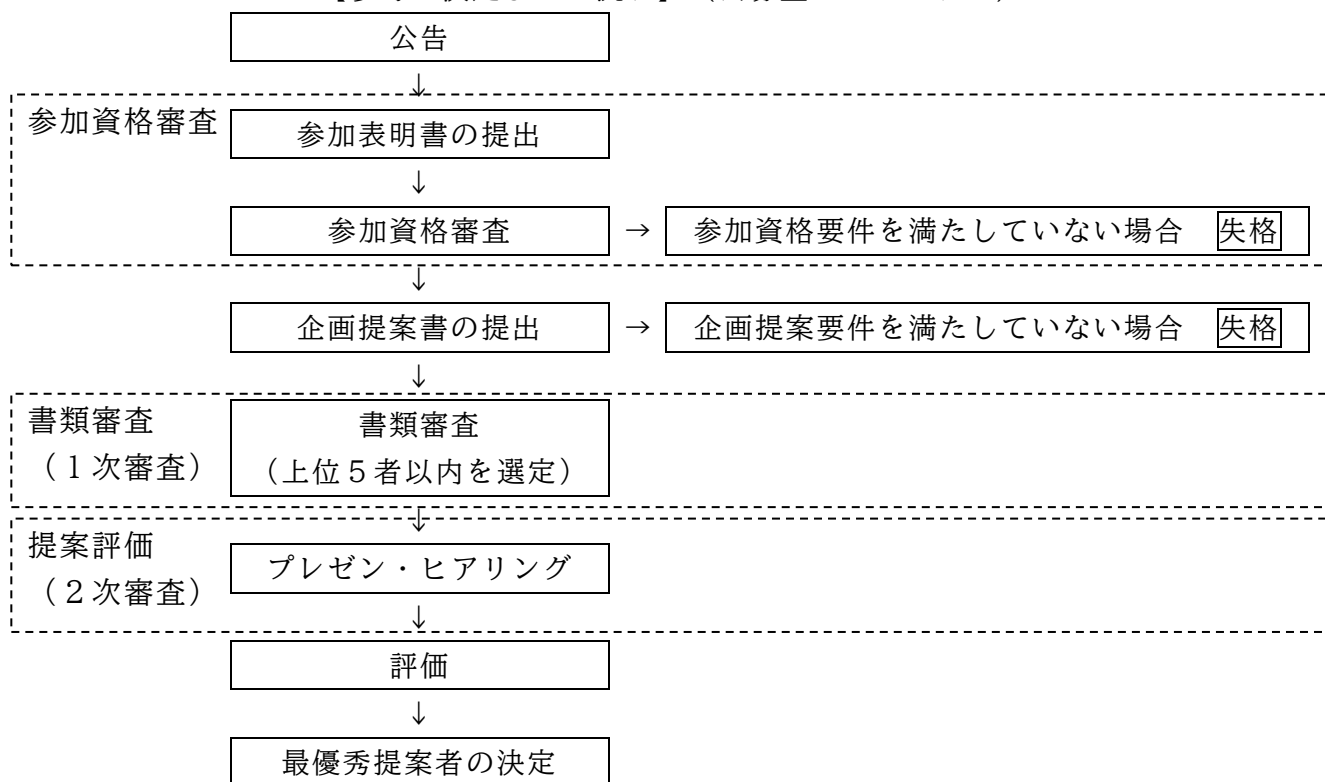 公告
↓
参加資格審査
参加表明書の提出
↓
参加資格審査 → 参加資格要件を満たしていない場合 失格
↓
企画提案書の提出 → 企画提案要件を満たしていない場合 失格
↓
書類審査
（1次審査）
書類審査
（上位5者以内を選定）
↓
提案評価
（2次審査）
プレゼン・ヒアリング
↓
評価
↓
最優秀提案者の決定